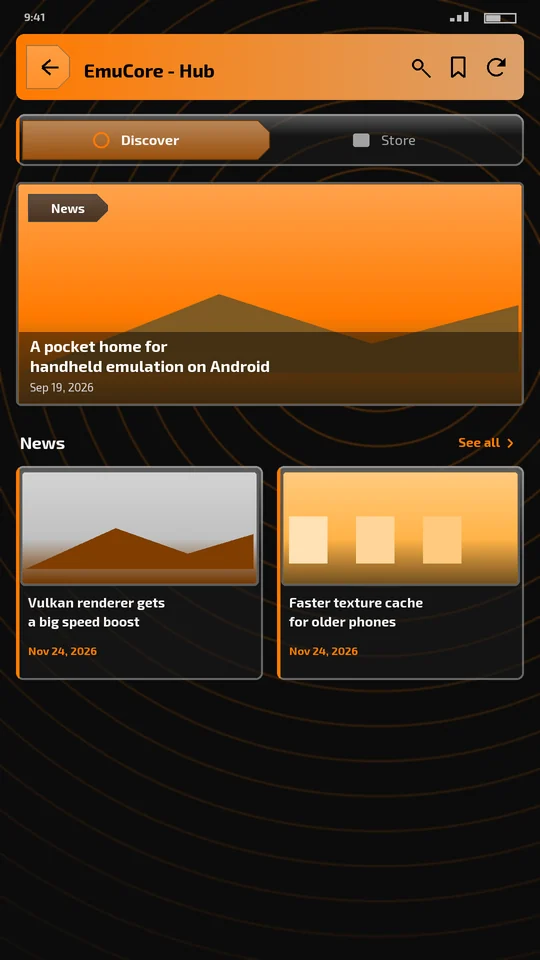 9:41
EmuCore - Hub
Discover
Store
News
A pocket home for
handheld emulation on Android
Sep 19, 2026
News
See all
Vulkan renderer gets
a big speed boost
Nov 24, 2026
Faster texture cache
for older phones
Nov 24, 2026